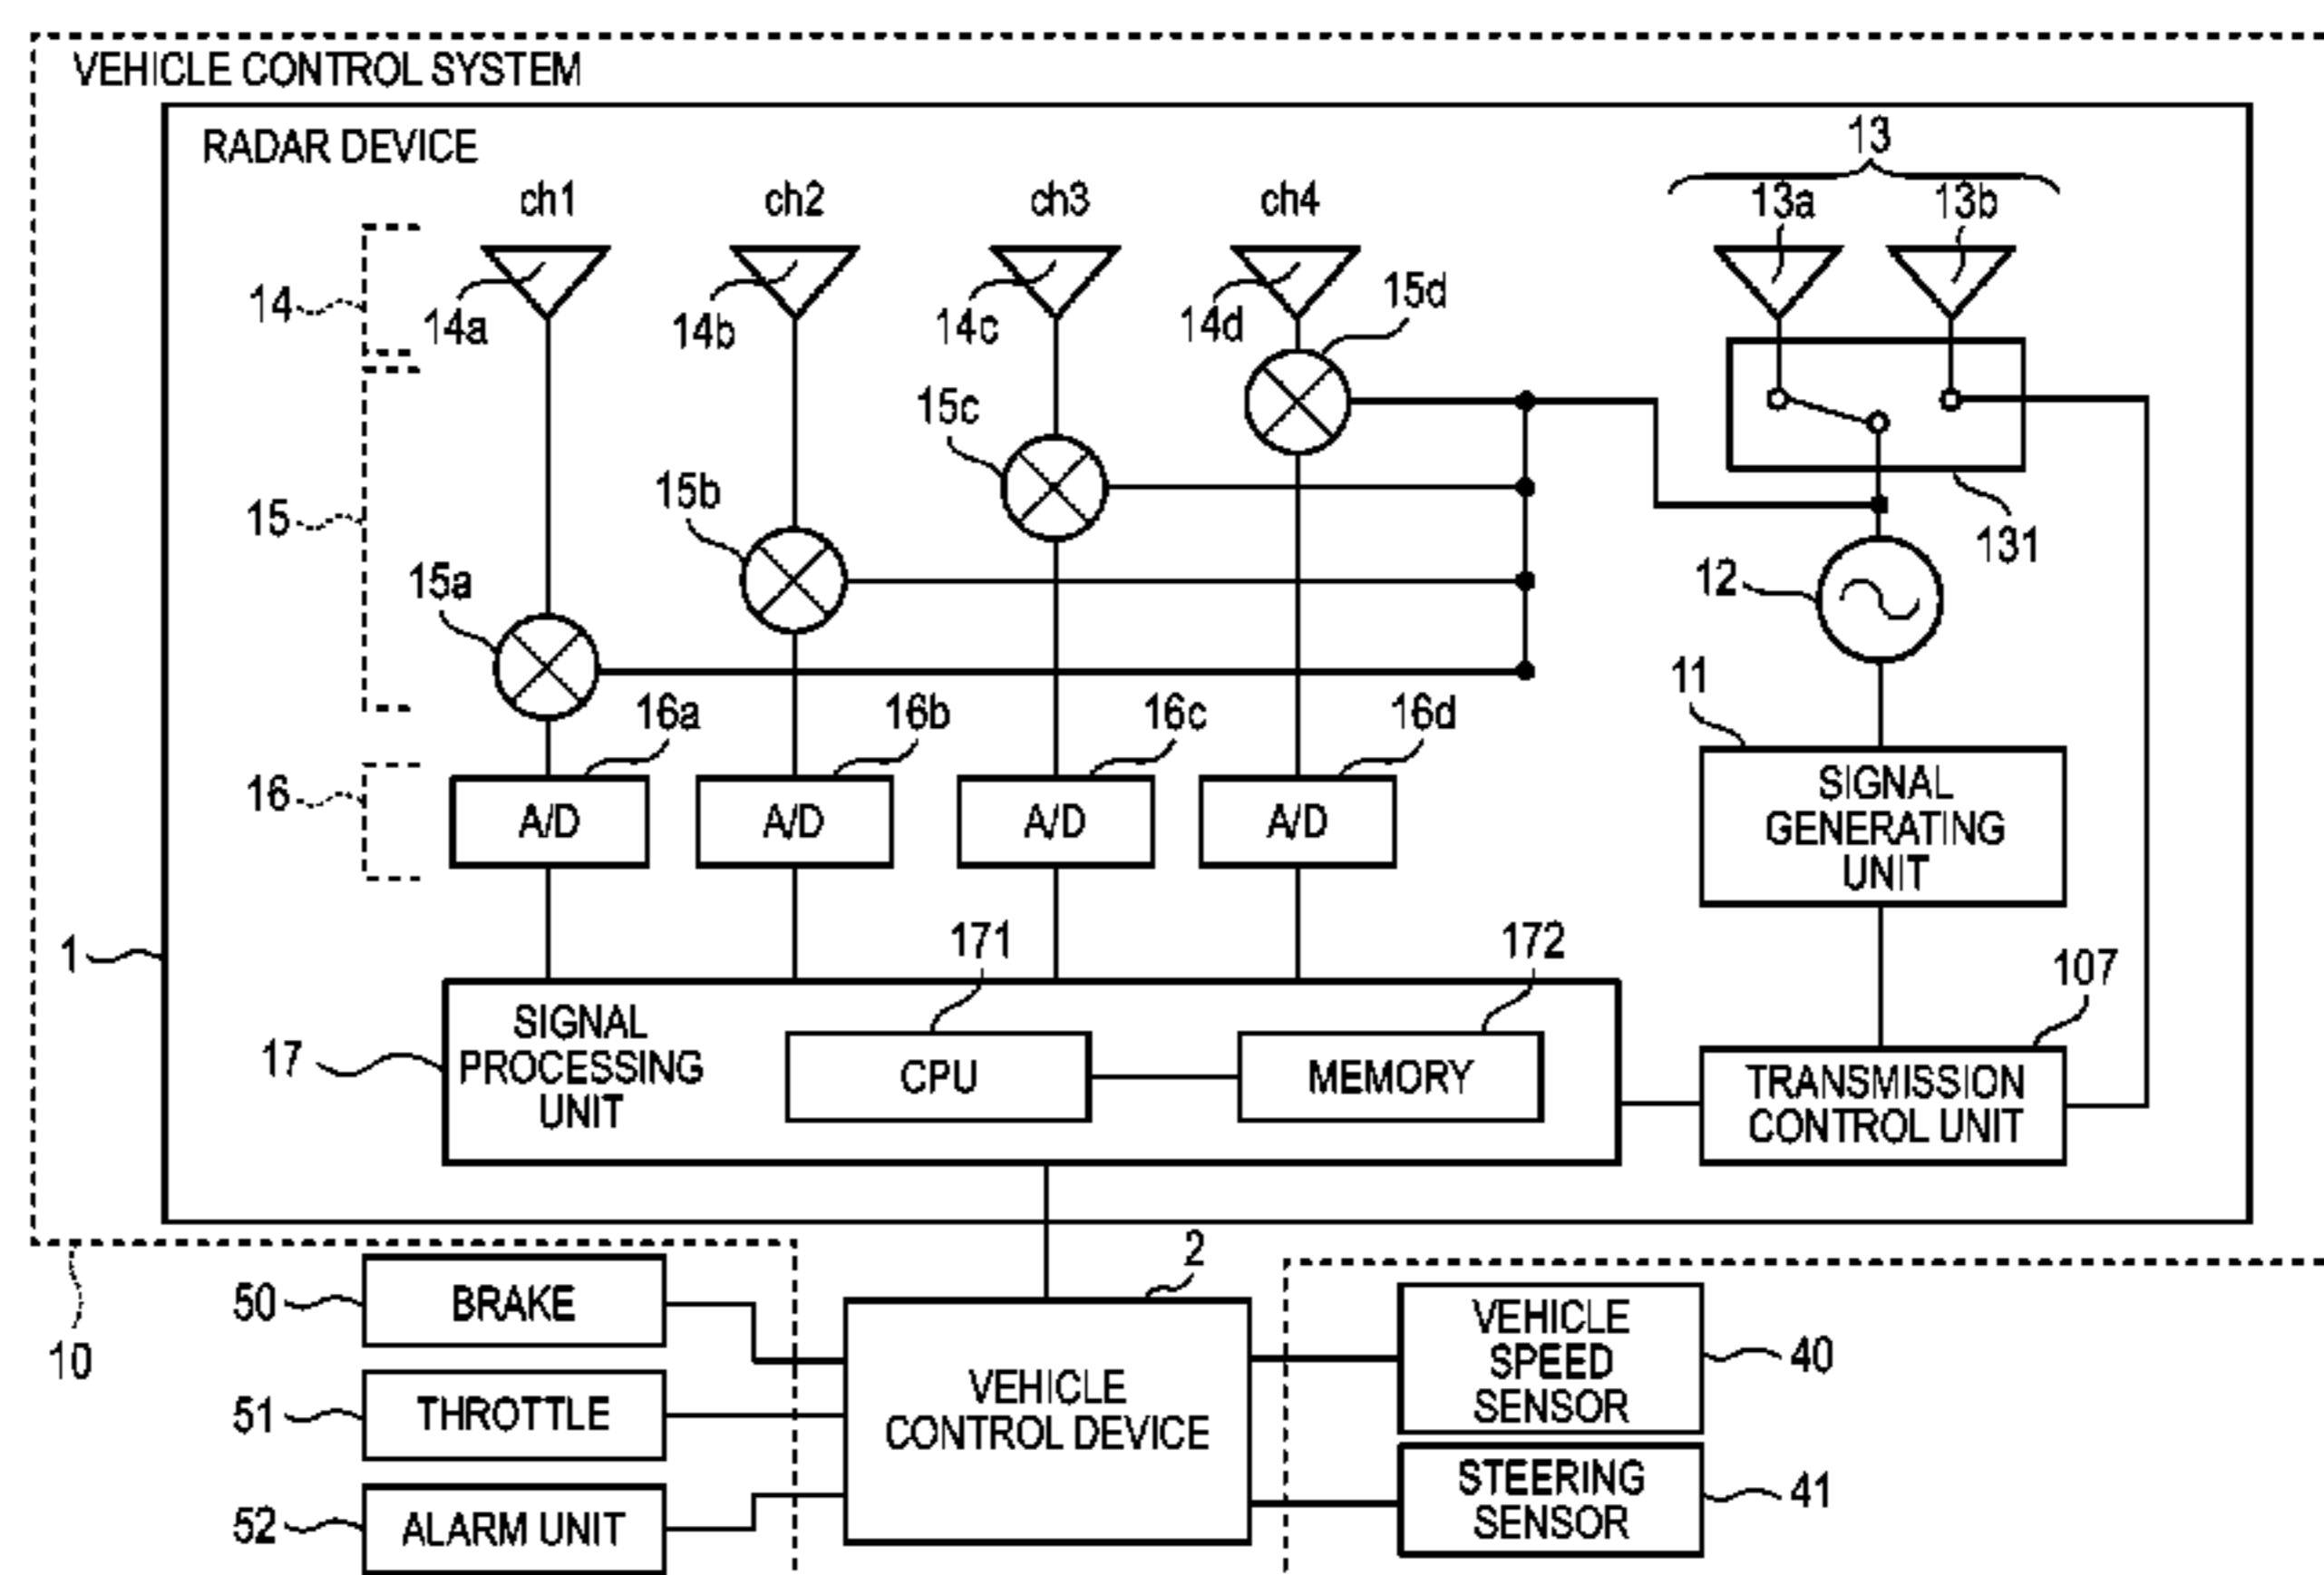 VEHICLE CONTROL SYSTEM
RADAR DEVICE
13
ch1 ch2 ch3 ch4 13a 13b
14
14a 14b 14c 14d 15d
15c
15b
15
131
15a
12
11
16a 16b 16c 16d
16
A/D A/D A/D A/D
SIGNAL
GENERATING
UNIT
1
171 172 107
17
SIGNAL
PROCESSING
UNIT
CPU MEMORY
TRANSMISSION
CONTROL UNIT
2
10
50 BRAKE
51 THROTTLE
52 ALARM UNIT
VEHICLE
CONTROL DEVICE
VEHICLE
SPEED
SENSOR
40
STEERING
SENSOR
41